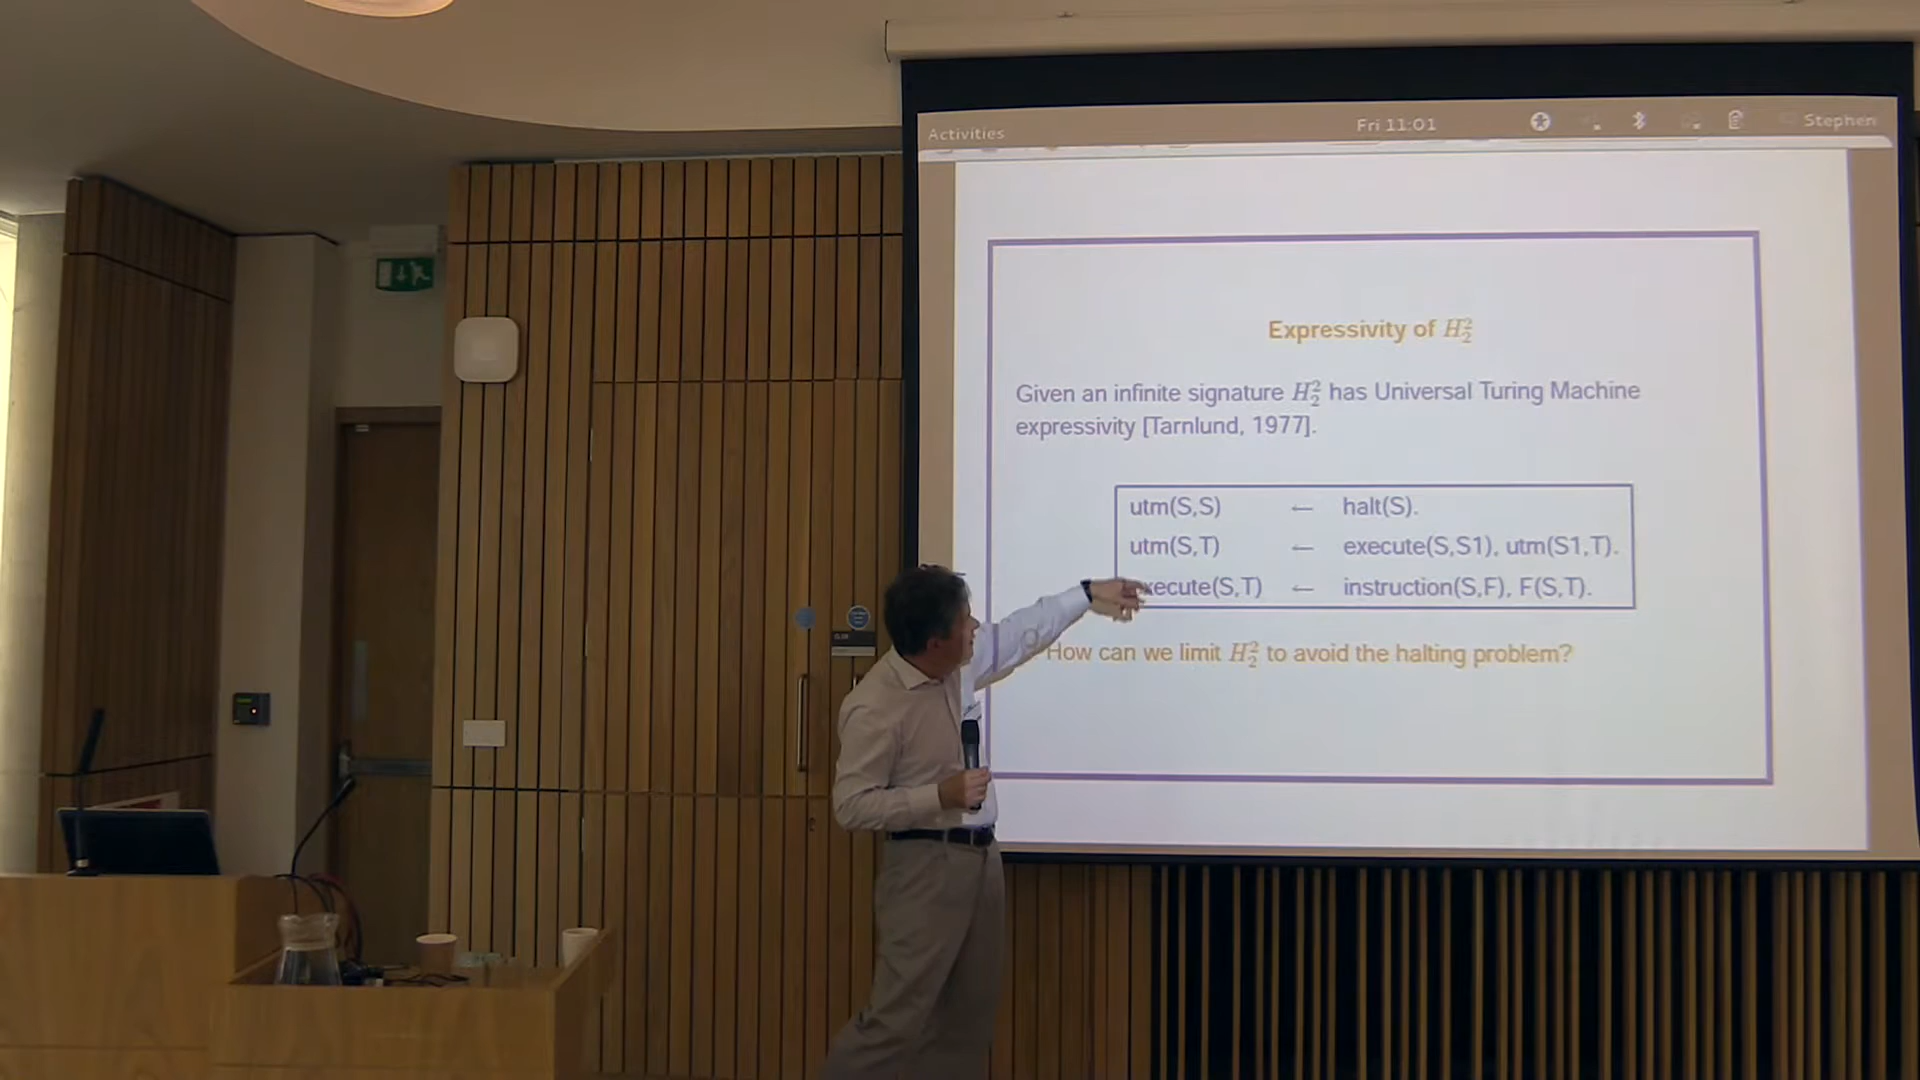 Activities Fri 11:01 Stephen
Expressivity of H₂²
Given an infinite signature H₂² has Universal Turing Machine
expressivity [Tarnlund, 1977].
utm(S,S) ← halt(S).
utm(S,T) ← execute(S,S1), utm(S1,T).
xecute(S,T) ← instruction(S,F), F(S,T).
How can we limit H₂² to avoid the halting problem?